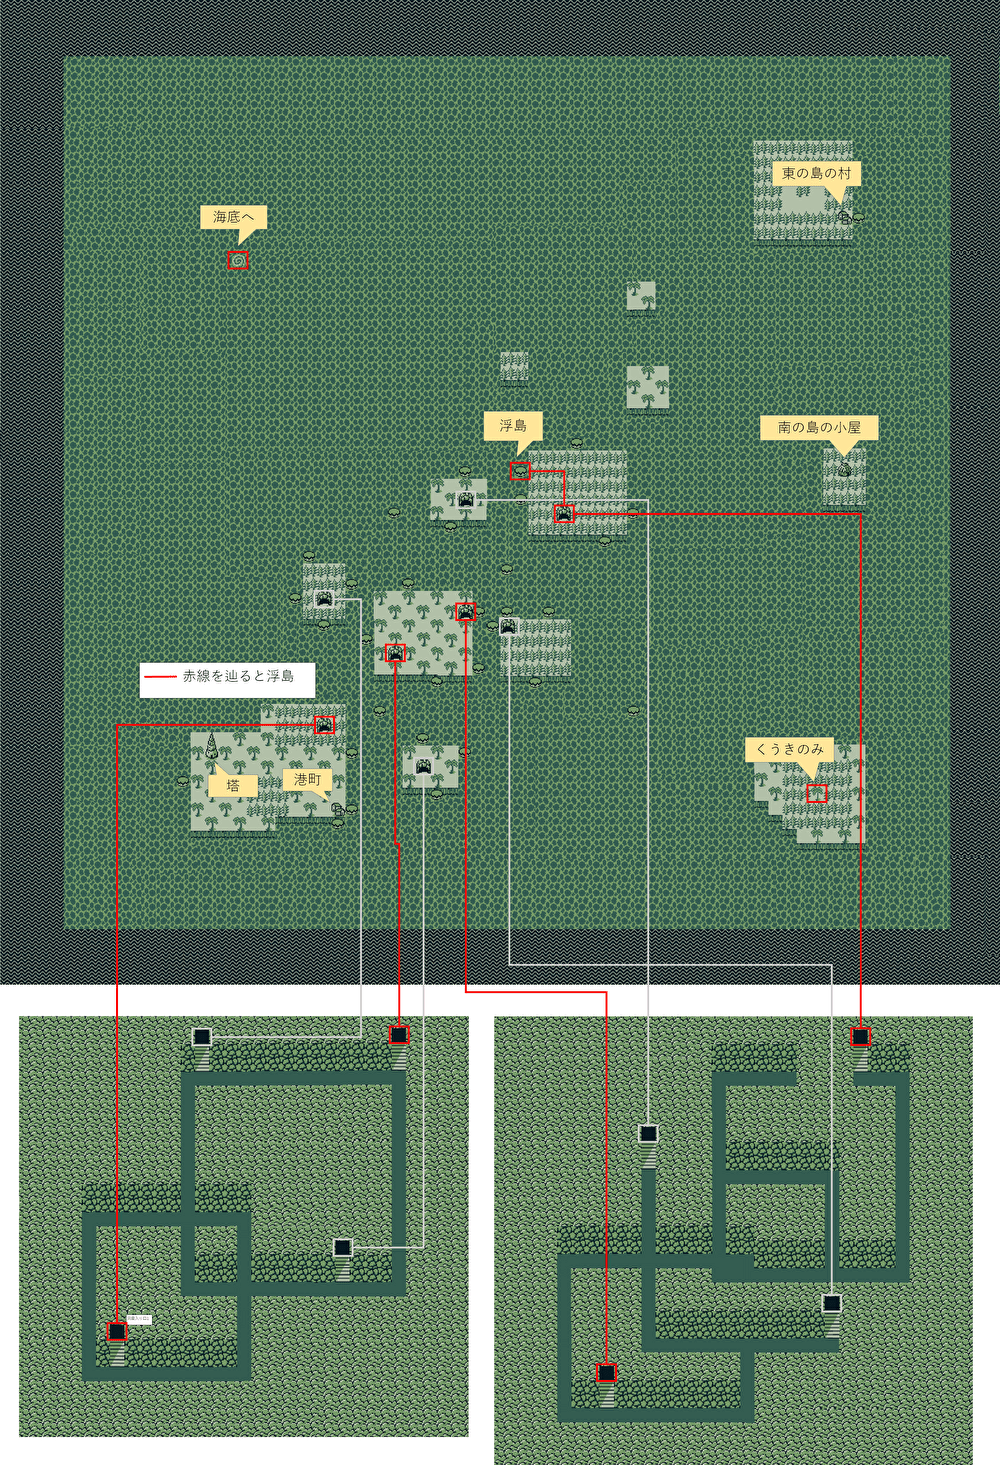 東の島の村
海底へ
浮島
南の島の小屋
赤線を辿ると浮島
くうきのみ
塔
港町